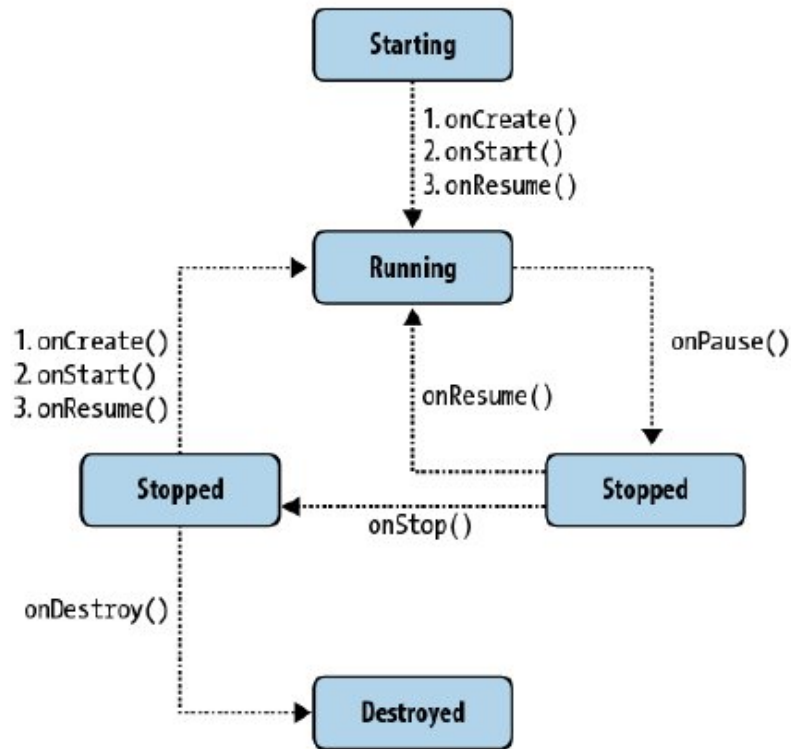 Starting
1. onCreate()
2. onStart()
3. onResume()
Running
1. onCreate()
2. onStart()
3. onResume()
onPause()
onResume()
Stopped
Stopped
onStop()
onDestroy()
Destroyed